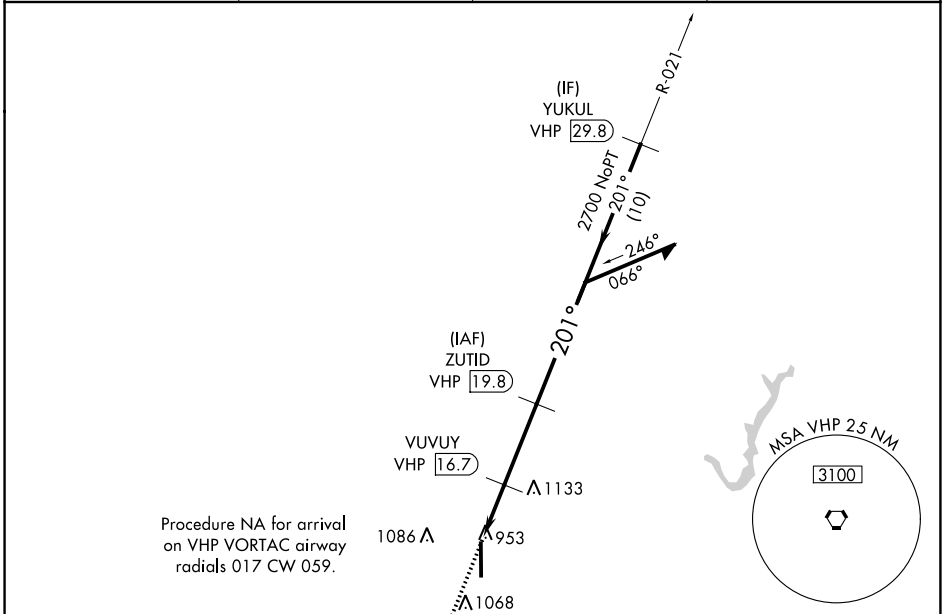 R-021
(IF)
YUKUL
VHP 29.8
2700 NoPT
201°
(10)
246°
066°
201°
(IAF)
ZUTID
VHP 19.8
MSA VHP 25 NM
3100
VUVUY
VHP 16.7
1133
Procedure NA for arrival
on VHP VORTAC airway
radials 017 CW 059.
1086
953
1068